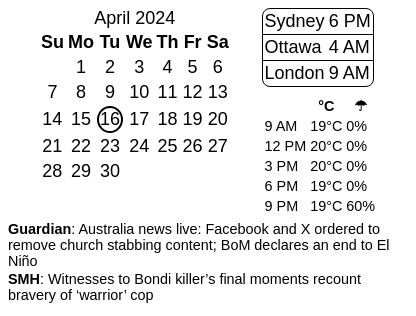 April 2024
Su Mo Tu We Th Fr Sa
1 2 3 4 5 6
7 8 9 10 11 12 13
14 15 16 17 18 19 20
21 22 23 24 25 26 27
28 29 30
Sydney 6 PM
Ottawa 4 AM
London 9 AM
°C ☂
9 AM 19°C 0%
12 PM 20°C 0%
3 PM 20°C 0%
6 PM 19°C 0%
9 PM 19°C 60%
Guardian: Australia news live: Facebook and X ordered to
remove church stabbing content; BoM declares an end to El
Niño
SMH: Witnesses to Bondi killer’s final moments recount
bravery of ‘warrior’ cop